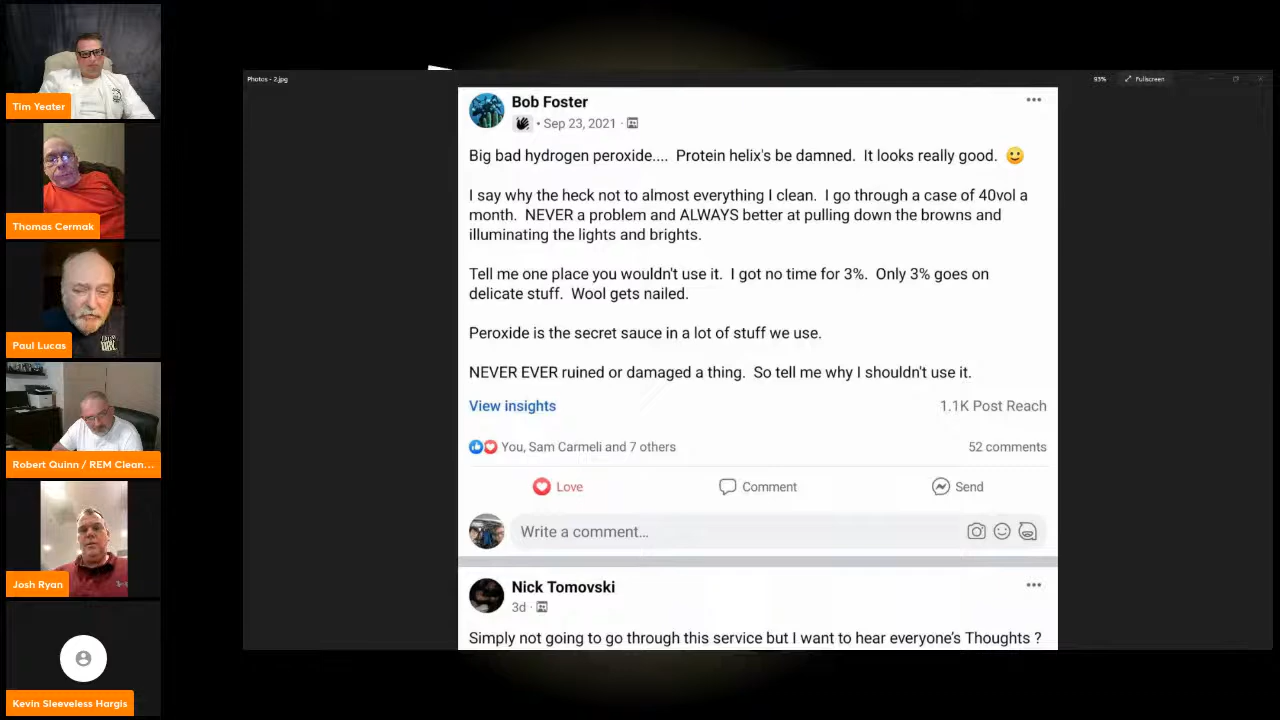 Tim Yeater
Thomas Cermak
Paul Lucas
Robert Quinn / REM Clean...
Josh Ryan
Kevin Sleeveless Hargis
Photos - 2.jpg
93%
Fullscreen
Bob Foster
• Sep 23, 2021 ·
Big bad hydrogen peroxide.... Protein helix's be damned. It looks really good. 🙂
I say why the heck not to almost everything I clean. I go through a case of 40vol a
month. NEVER a problem and ALWAYS better at pulling down the browns and
illuminating the lights and brights.
Tell me one place you wouldn't use it. I got no time for 3%. Only 3% goes on
delicate stuff. Wool gets nailed.
Peroxide is the secret sauce in a lot of stuff we use.
NEVER EVER ruined or damaged a thing. So tell me why I shouldn't use it.
View insights
1.1K Post Reach
You, Sam Carmeli and 7 others
52 comments
Love
Comment
Send
Write a comment...
Nick Tomovski
3d ·
Simply not going to go through this service but I want to hear everyone's Thoughts ?